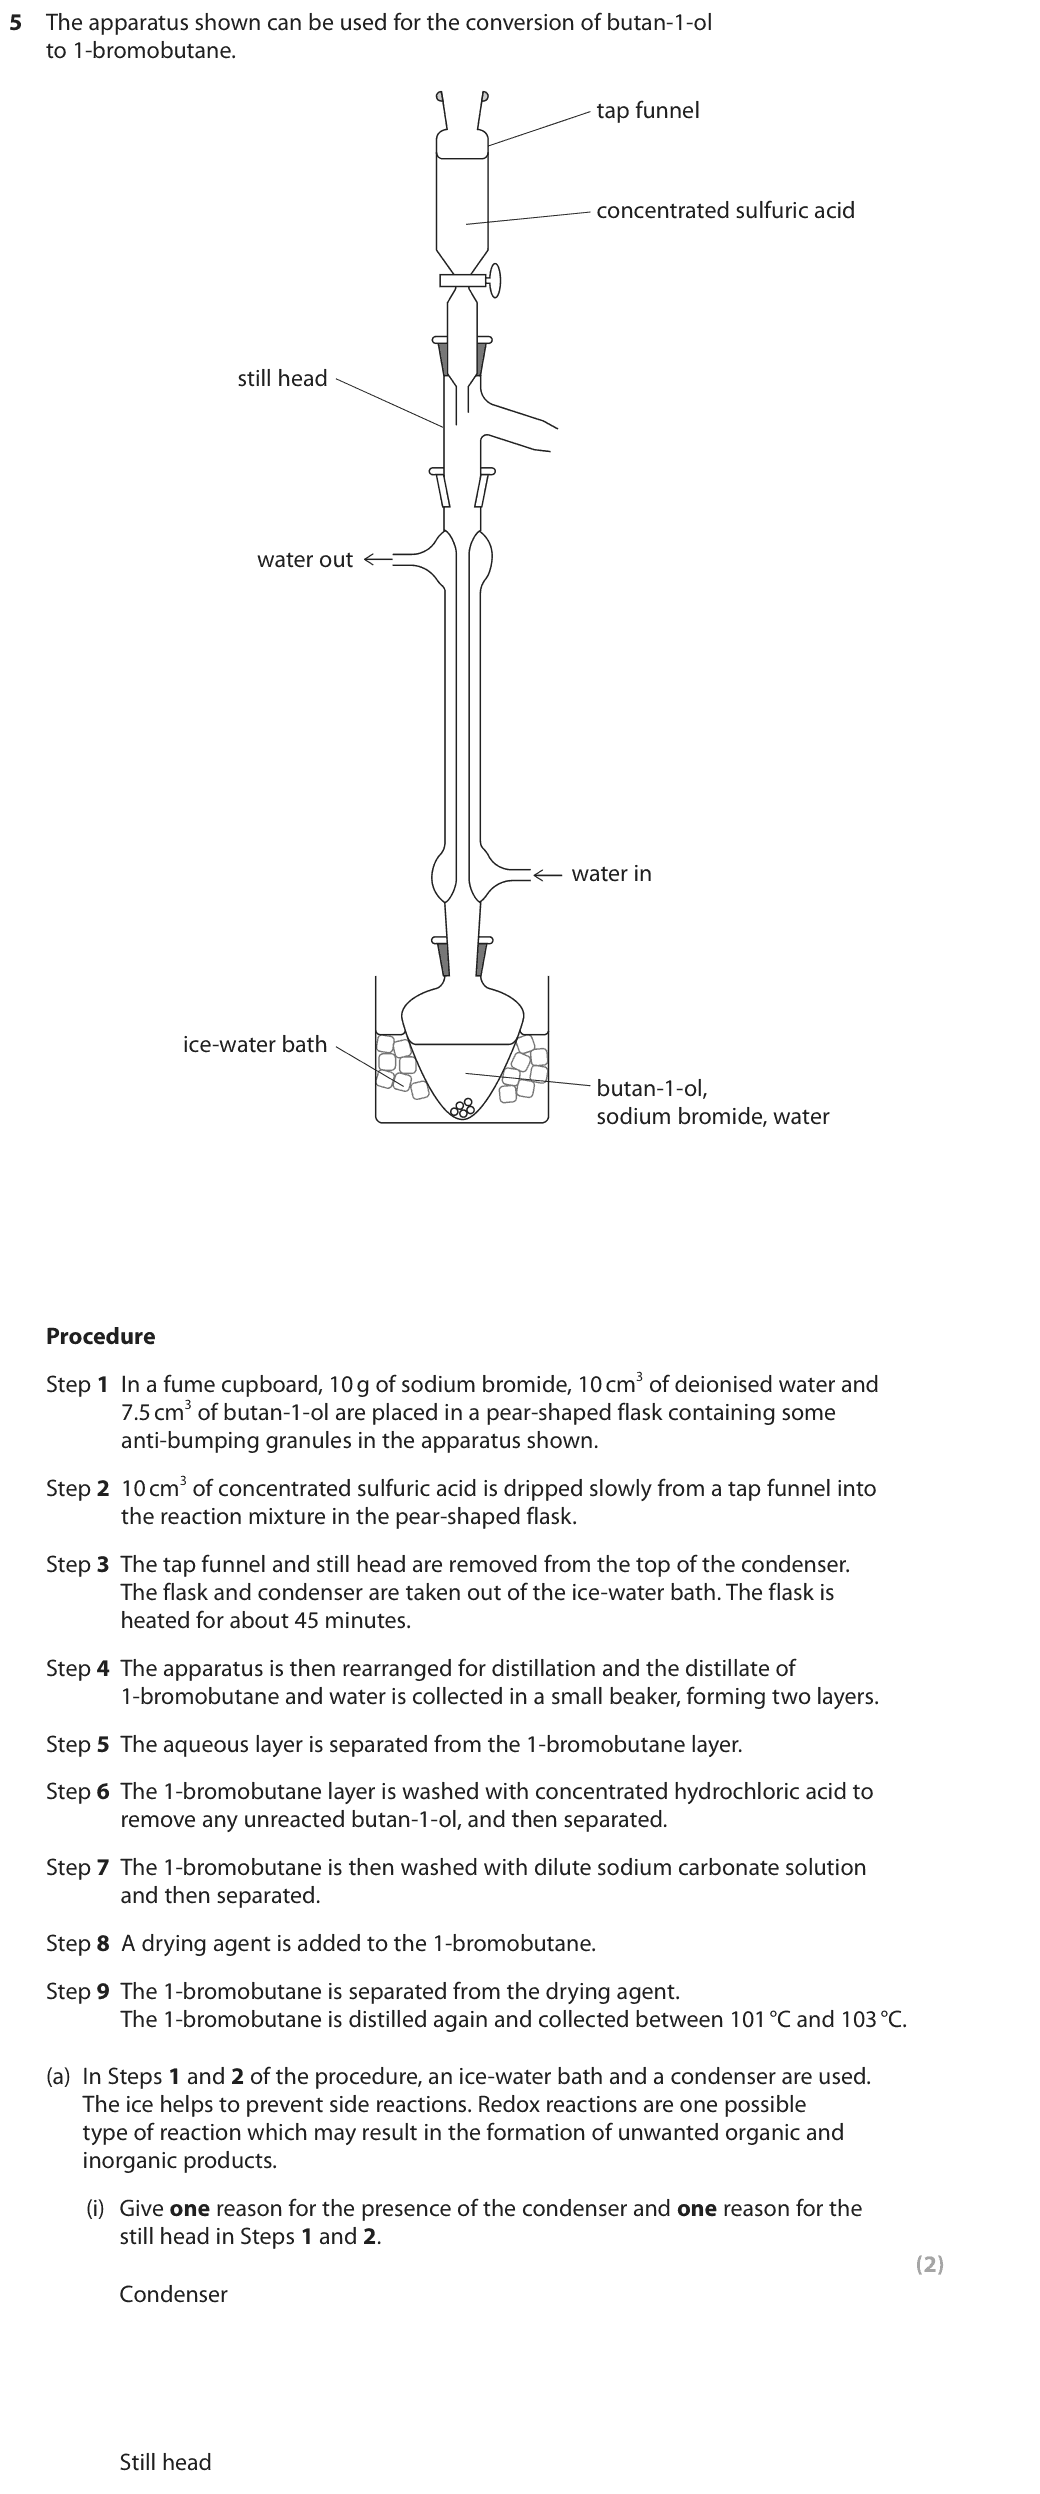 5 The apparatus shown can be used for the conversion of butan-1-ol
to 1-bromobutane.
tap funnel
concentrated sulfuric acid
still head
water out
water in
ice-water bath
butan-1-ol,
sodium bromide, water
Procedure
Step 1 In a fume cupboard, 10 g of sodium bromide, 10 cm³ of deionised water and
7.5 cm³ of butan-1-ol are placed in a pear-shaped flask containing some
anti-bumping granules in the apparatus shown.
Step 2 10 cm³ of concentrated sulfuric acid is dripped slowly from a tap funnel into
the reaction mixture in the pear-shaped flask.
Step 3 The tap funnel and still head are removed from the top of the condenser.
The flask and condenser are taken out of the ice-water bath. The flask is
heated for about 45 minutes.
Step 4 The apparatus is then rearranged for distillation and the distillate of
1-bromobutane and water is collected in a small beaker, forming two layers.
Step 5 The aqueous layer is separated from the 1-bromobutane layer.
Step 6 The 1-bromobutane layer is washed with concentrated hydrochloric acid to
remove any unreacted butan-1-ol, and then separated.
Step 7 The 1-bromobutane is then washed with dilute sodium carbonate solution
and then separated.
Step 8 A drying agent is added to the 1-bromobutane.
Step 9 The 1-bromobutane is separated from the drying agent.
The 1-bromobutane is distilled again and collected between 101 °C and 103 °C.
(a) In Steps 1 and 2 of the procedure, an ice-water bath and a condenser are used.
The ice helps to prevent side reactions. Redox reactions are one possible
type of reaction which may result in the formation of unwanted organic and
inorganic products.
(i) Give one reason for the presence of the condenser and one reason for the
still head in Steps 1 and 2.
(2)
Condenser
Still head